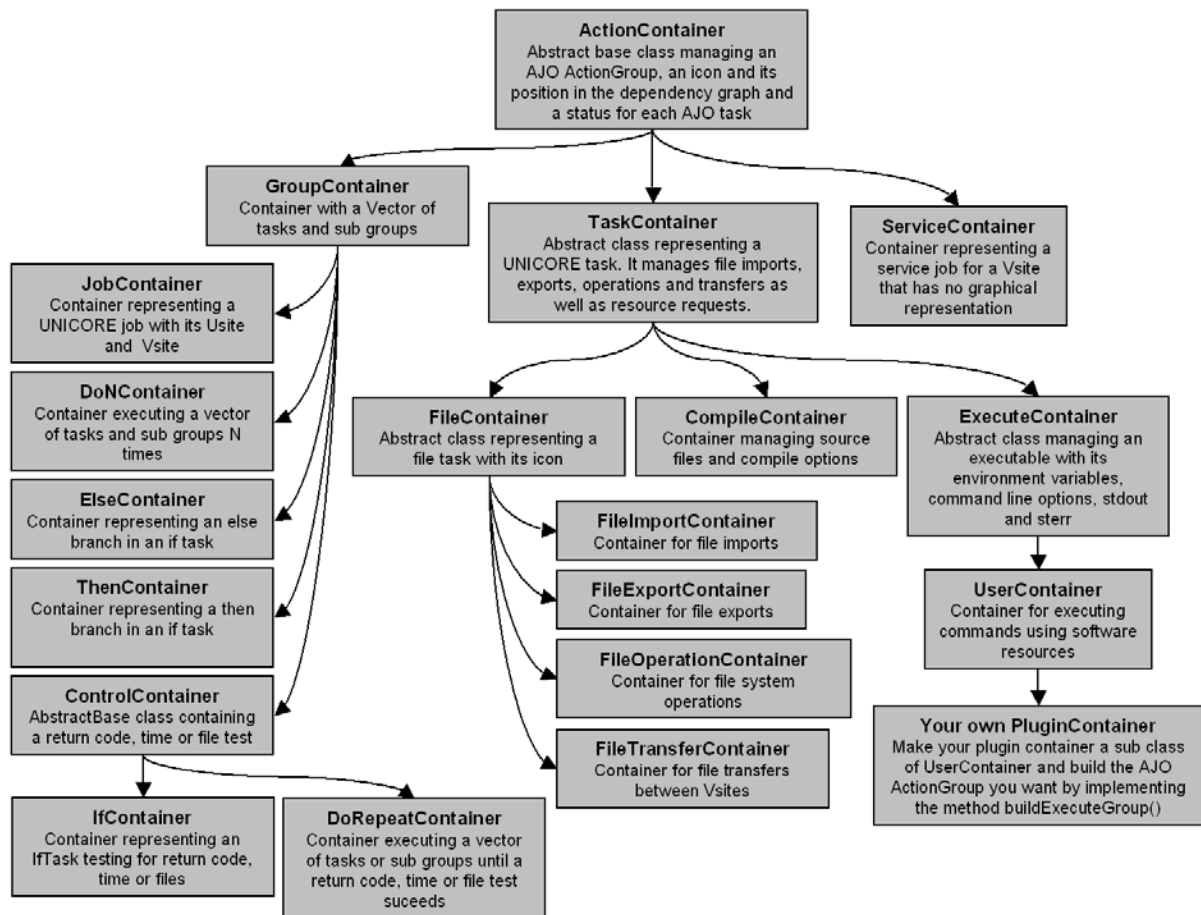 ActionContainer
Abstract base class managing an
AJO ActionGroup, an icon and its
position in the dependency graph and
a status for each AJO task
GroupContainer
Container with a Vector of
tasks and sub groups
TaskContainer
Abstract class representing a
UNICORE task. It manages file imports,
exports, operations and transfers as
well as resource requests.
ServiceContainer
Container representing a
service job for a Vsite
that has no graphical
representation
JobContainer
Container representing a
UNICORE job with its Usite
and Vsite
DoNContainer
Container executing a vector
of tasks and sub groups N
times
ElseContainer
Container representing an else
branch in an if task
ThenContainer
Container representing a then
branch in an if task
ControlContainer
AbstractBase class containing
a return code, time or file test
IfContainer
Container representing an
IfTask testing for return code,
time or files
DoRepeatContainer
Container executing a vector
of tasks or sub groups until a
return code, time or file test
suceeds
FileContainer
Abstract class representing a
file task with its icon
CompileContainer
Container managing source
files and compile options
ExecuteContainer
Abstract class managing an
executable with its
environment variables,
command line options, stdout
and sterr
FileImportContainer
Container for file imports
FileExportContainer
Container for file exports
FileOperationContainer
Container for file system
operations
FileTransferContainer
Container for file transfers
between Vsites
UserContainer
Container for executing
commands using software
resources
Your own PluginContainer
Make your plugin container a sub class
of UserContainer and build the AJO
ActionGroup you want by implementing
the method buildExecuteGroup()